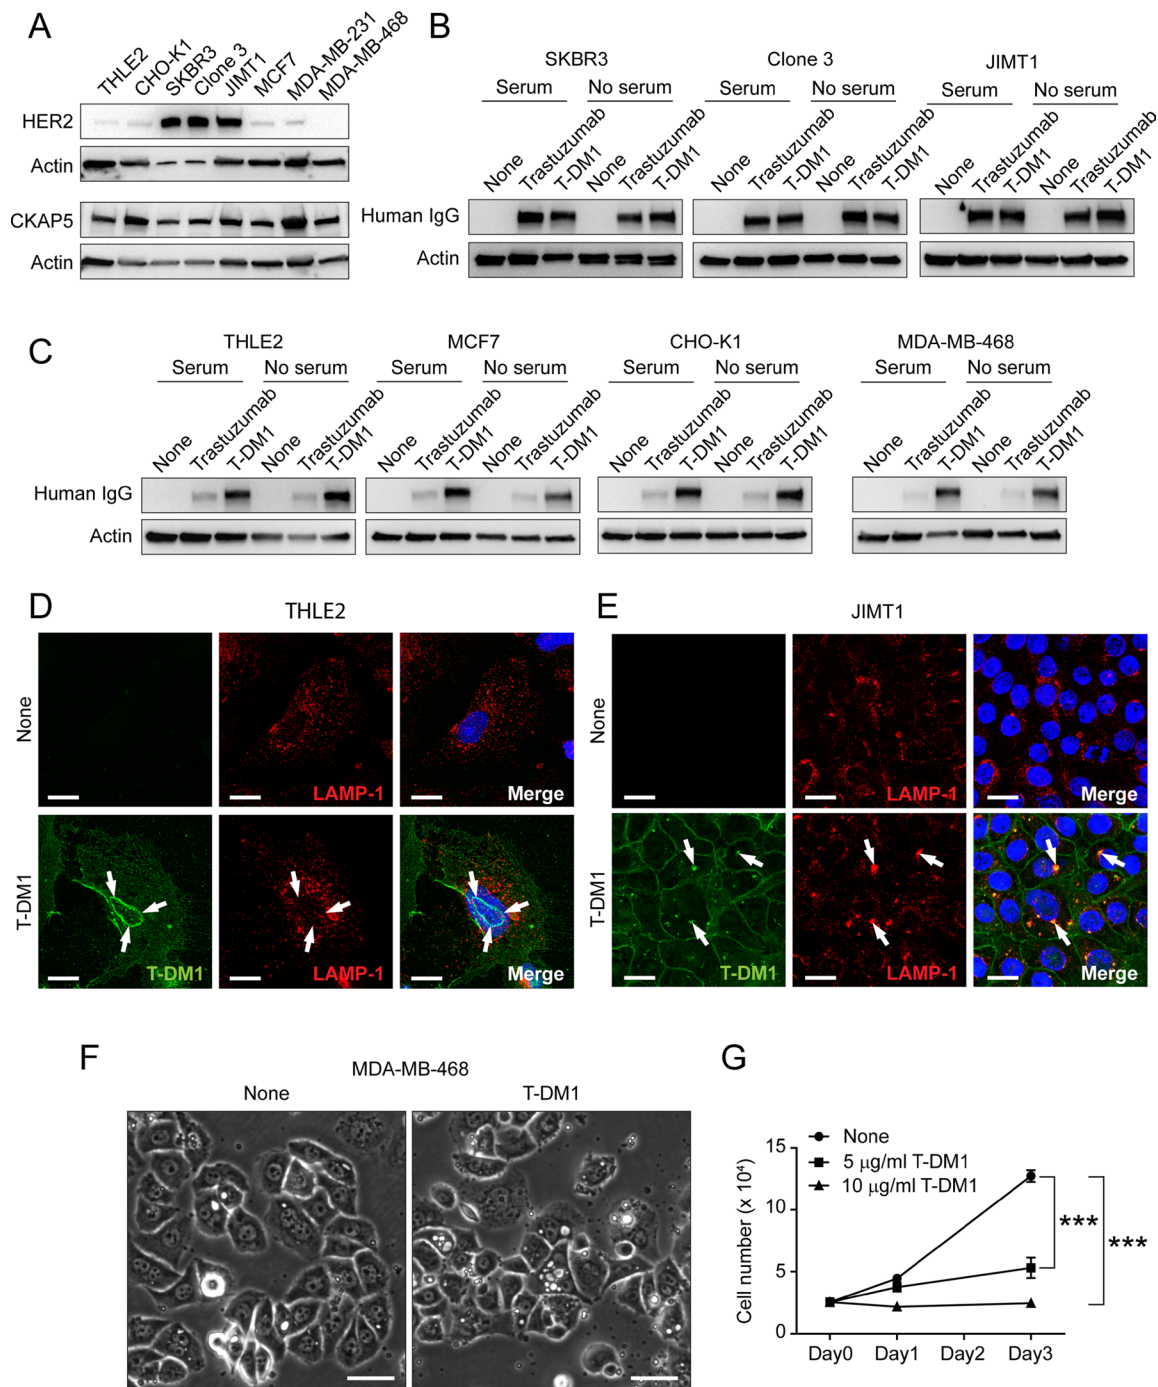 A
THLE2
CHO-K1
SKBR3
Clone 3
JIMT1
MCF7
MDA-MB-231
MDA-MB-468
HER2
Actin
CKAP5
Actin
B
SKBR3 Clone 3 JIMT1
Serum No serum Serum No serum Serum No serum
None Trastuzumab T-DM1 None Trastuzumab T-DM1 None Trastuzumab T-DM1 None Trastuzumab T-DM1 None Trastuzumab T-DM1 None Trastuzumab T-DM1
Human IgG
Actin
C
THLE2 MCF7 CHO-K1 MDA-MB-468
Serum No serum Serum No serum Serum No serum Serum No serum
None Trastuzumab T-DM1 None Trastuzumab T-DM1 None Trastuzumab T-DM1 None Trastuzumab T-DM1 None Trastuzumab T-DM1 None Trastuzumab T-DM1 None Trastuzumab T-DM1 None Trastuzumab T-DM1
Human IgG
Actin
D
THLE2
None
LAMP-1 Merge
T-DM1
T-DM1 LAMP-1 Merge
E
JIMT1
None
LAMP-1 Merge
T-DM1
T-DM1 LAMP-1 Merge
F
MDA-MB-468
None T-DM1
G
None
5 µg/ml T-DM1
10 µg/ml T-DM1
Cell number (x 10⁴)
15
10
5
0
Day0 Day1 Day2 Day3
***
***